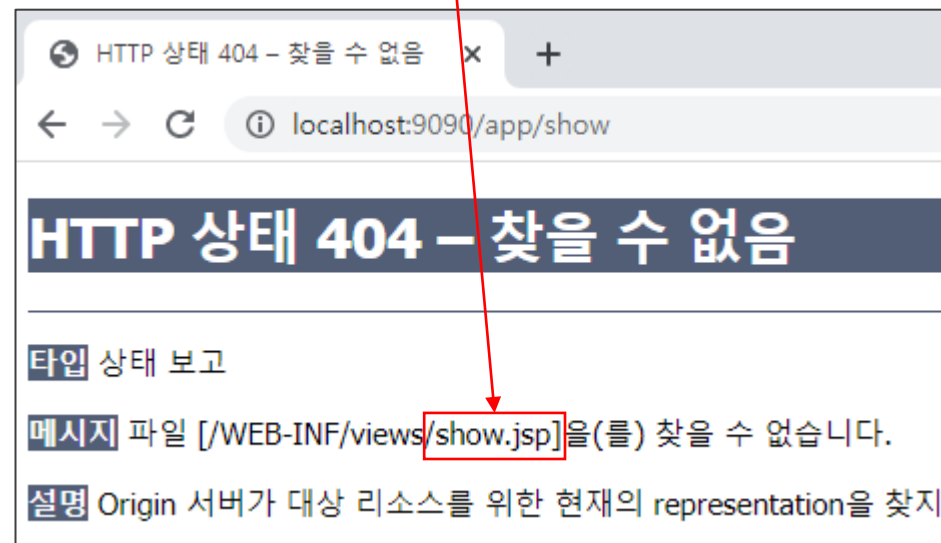 HTTP 상태 404 – 찾을 수 없음
localhost:9090/app/show
HTTP 상태 404 – 찾을 수 없음
타입 상태 보고
메시지 파일 [/WEB-INF/views/show.jsp]을(를) 찾을 수 없습니다.
설명 Origin 서버가 대상 리소스를 위한 현재의 representation을 찾지